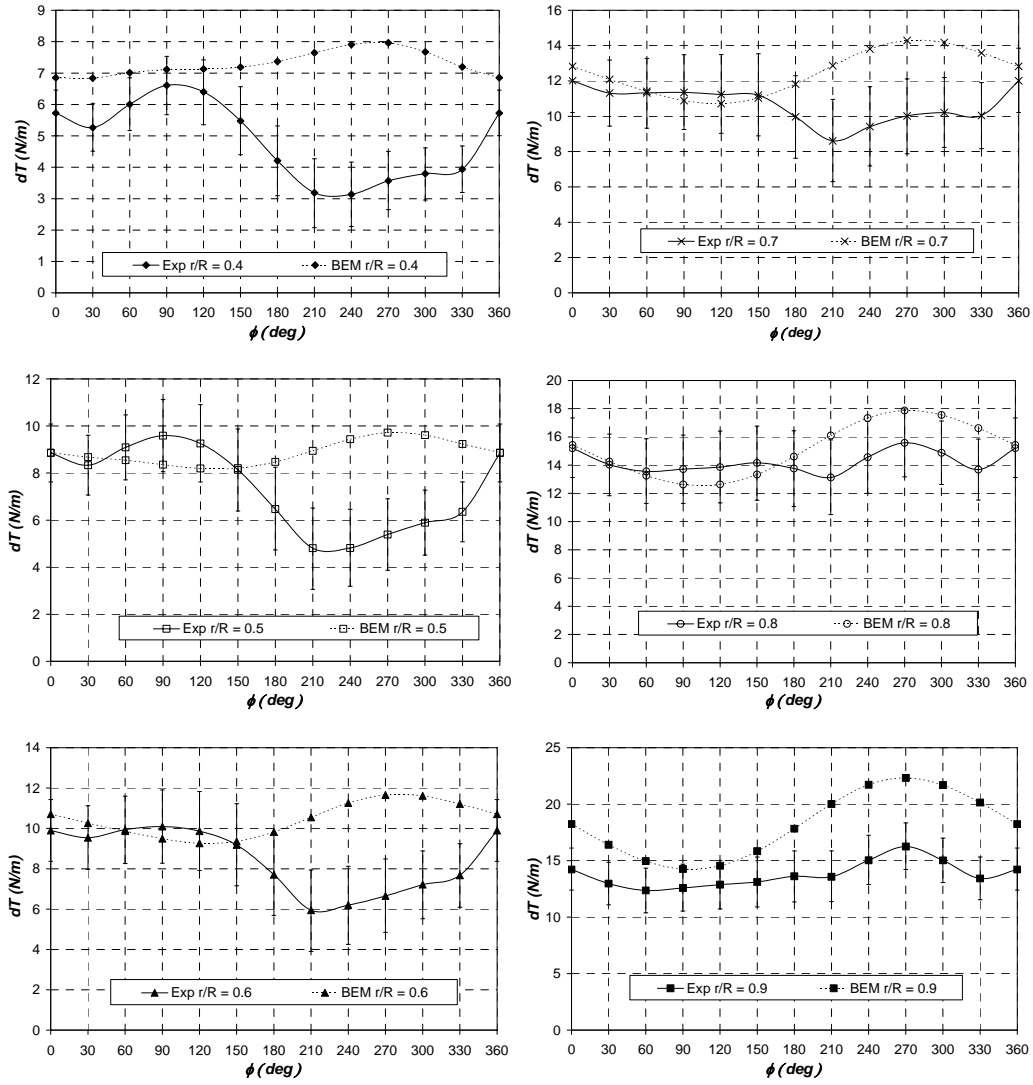 9
8
7
6
5
4
3
2
1
0
dT (N/m)
0 30 60 90 120 150 180 210 240 270 300 330 360
ϕ (deg)
Exp r/R = 0.4 BEM r/R = 0.4
16
14
12
10
8
6
4
2
0
dT (N/m)
0 30 60 90 120 150 180 210 240 270 300 330 360
ϕ (deg)
Exp r/R = 0.7 BEM r/R = 0.7
12
10
8
6
4
2
0
dT (N/m)
0 30 60 90 120 150 180 210 240 270 300 330 360
ϕ (deg)
Exp r/R = 0.5 BEM r/R = 0.5
20
18
16
14
12
10
8
6
4
2
0
dT (N/m)
0 30 60 90 120 150 180 210 240 270 300 330 360
ϕ (deg)
Exp r/R = 0.8 BEM r/R = 0.8
14
12
10
8
6
4
2
0
dT (N/m)
0 30 60 90 120 150 180 210 240 270 300 330 360
ϕ (deg)
Exp r/R = 0.6 BEM r/R = 0.6
25
20
15
10
5
0
dT (N/m)
0 30 60 90 120 150 180 210 240 270 300 330 360
ϕ (deg)
Exp r/R = 0.9 BEM r/R = 0.9